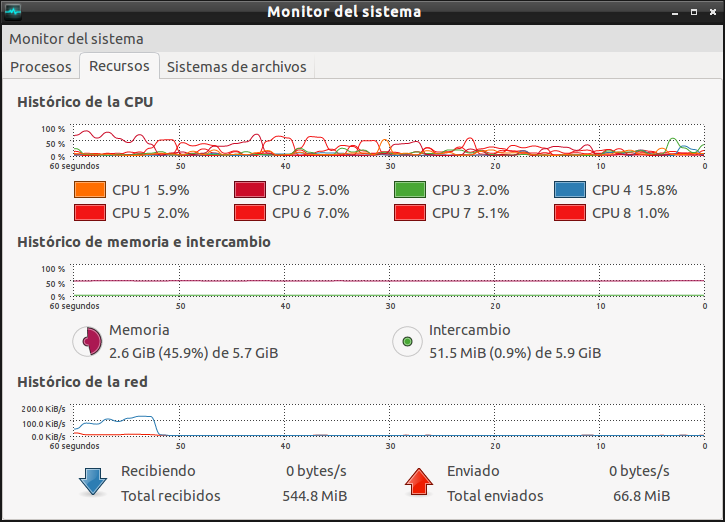 Monitor del sistema
Monitor del sistema
Procesos Recursos Sistemas de archivos
Histórico de la CPU
100 %
50 %
0 %
60 segundos 50 40 30 20 10 0
CPU 1 5.9% CPU 2 5.0% CPU 3 2.0% CPU 4 15.8%
CPU 5 2.0% CPU 6 7.0% CPU 7 5.1% CPU 8 1.0%
Histórico de memoria e intercambio
100 %
50 %
0 %
60 segundos 50 40 30 20 10 0
Memoria Intercambio
2.6 GiB (45.9%) de 5.7 GiB 51.5 MiB (0.9%) de 5.9 GiB
Histórico de la red
200.0 KiB/s
100.0 KiB/s
0.0 KiB/s
60 segundos 50 40 30 20 10 0
Recibiendo 0 bytes/s Enviado 0 bytes/s
Total recibidos 544.8 MiB Total enviados 66.8 MiB